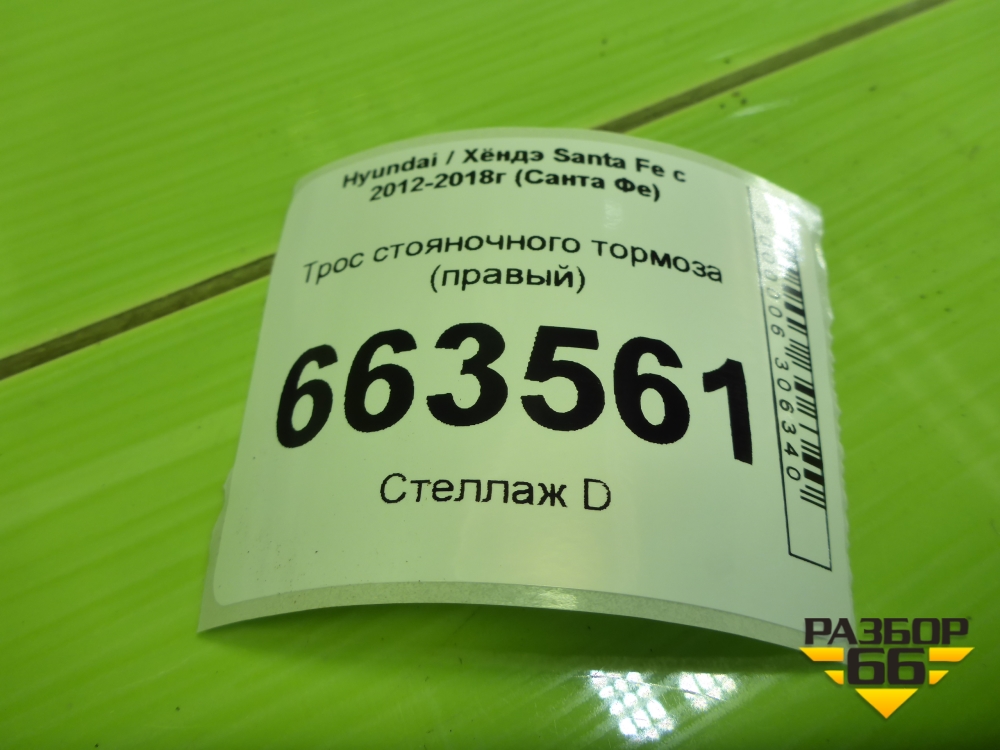 Hyundai / Хёндэ Santa Fe с
2012-2018г (Санта Фе)
Трос стояночного тормоза
(правый)
663561
Стеллаж D
РАЗБОР
66